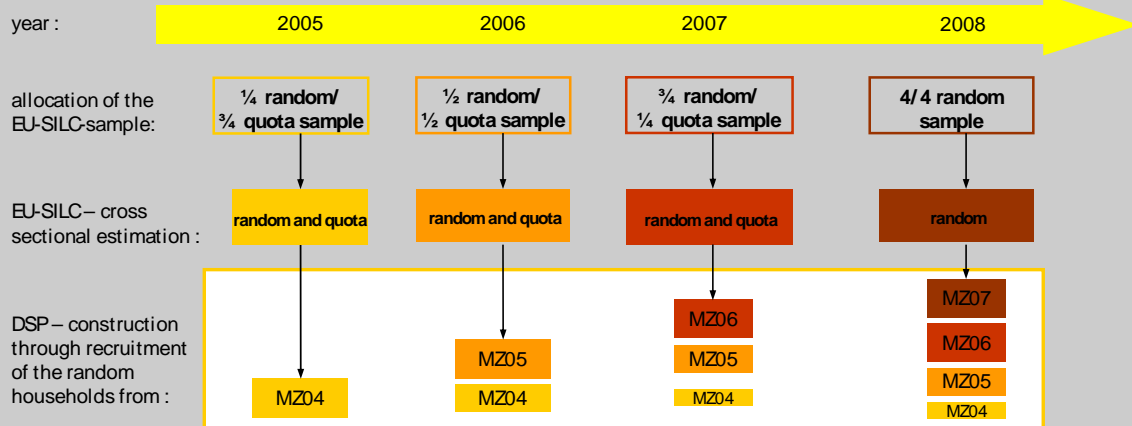 year :
2005
2006
2007
2008
allocation of the
EU-SILC-sample:
¼ random/
¾ quota sample
½ random/
½ quota sample
¾ random/
¼ quota sample
4/4 random
sample
EU-SILC – cross
sectional estimation :
random and quota
random and quota
random and quota
random
DSP – construction
through recruitment
of the random
households from :
MZ04
MZ05
MZ04
MZ06
MZ05
MZ04
MZ07
MZ06
MZ05
MZ04